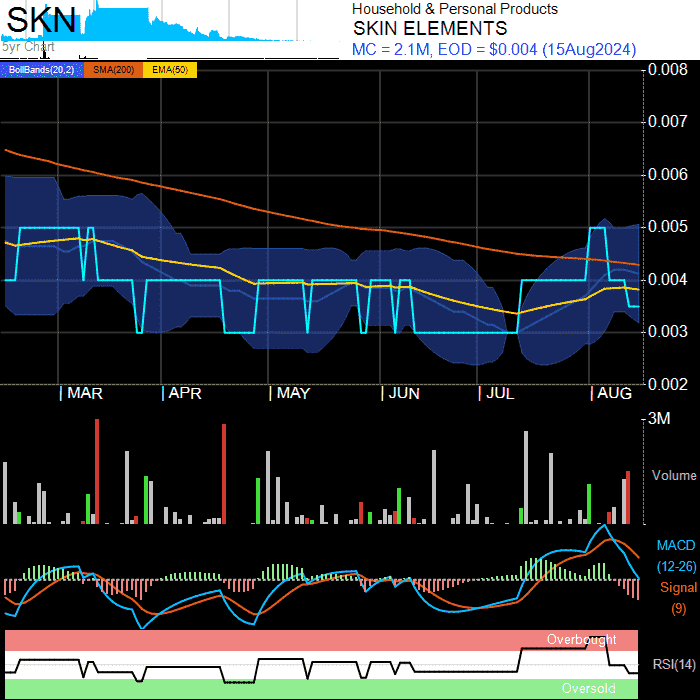 SKN
5yr Chart
Household & Personal Products
SKIN ELEMENTS
MC = 2.1M, EOD = $0.004 (15Aug2024)
BollBands(20,2) SMA(200) EMA(50)
0.008
0.007
0.006
0.005
0.004
0.003
0.002
MAR APR MAY JUN JUL AUG
3M
Volume
MACD
(12-26)
Signal
(9)
Overbought
RSI(14)
Oversold